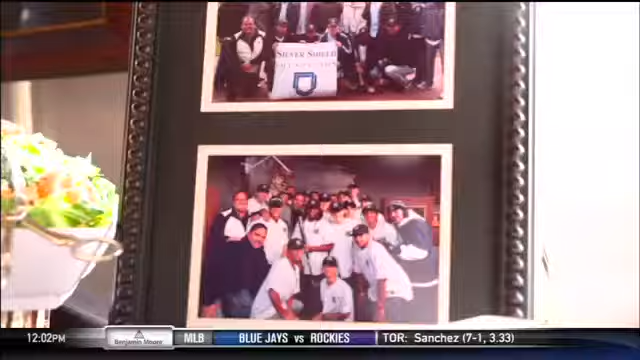 SILVER SHIELD
12:02PM Benjamin Moore MLB BLUE JAYS vs ROCKIES TOR: Sanchez (7-1, 3.33)